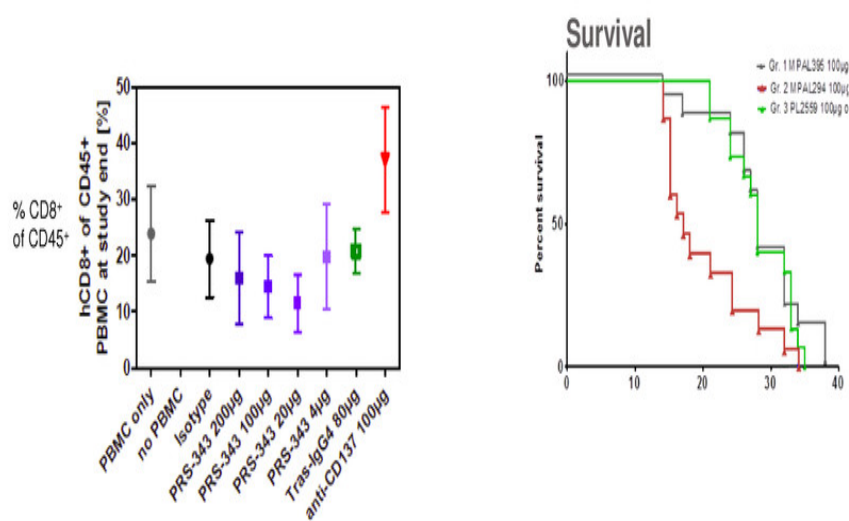 Survival
Gr. 1 MPAL395 100µg
Gr. 2 MPAL294 100µg
Gr. 3 PL2559 100µg o
100
50
0
Percent survival
0 10 20 30 40
% CD8+
of CD45+
hCD8+ of CD45+
PBMC at study end [%]
50
40
30
20
10
0
PBMC only
no PBMC
Isotype
PRS-343 200µg
PRS-343 100µg
PRS-343 20µg
PRS-343 4µg
Tras-IgG4 80µg
anti-CD137 100µg